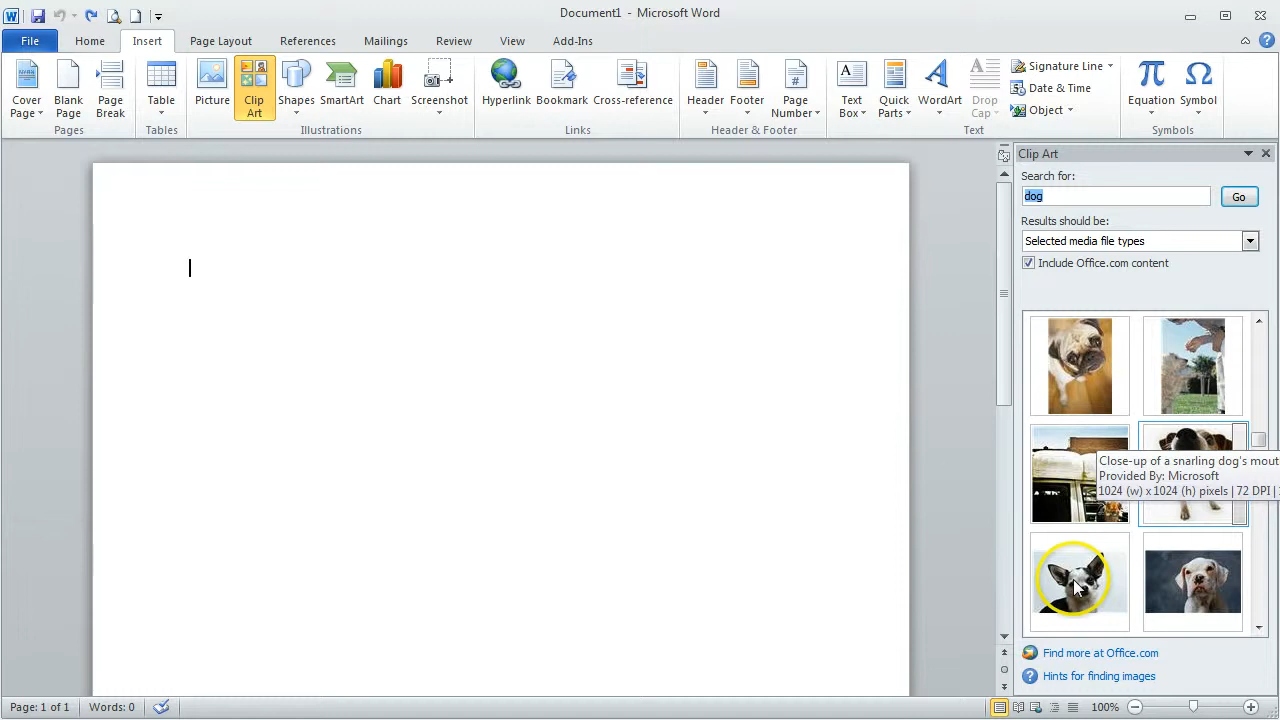 Document1 - Microsoft Word
File Home Insert Page Layout References Mailings Review View Add-Ins
Cover Page
Blank Page
Page Break
Pages
Table
Tables
Picture
Clip Art
Shapes
SmartArt
Chart
Screenshot
Illustrations
Hyperlink
Bookmark
Cross-reference
Links
Header
Footer
Page Number
Header & Footer
Text Box
Quick Parts
WordArt
Drop Cap
Signature Line
Date & Time
Object
Text
Equation
Symbol
Symbols
Clip Art
Search for:
dog
Go
Results should be:
Selected media file types
Include Office.com content
Close-up of a snarling dog's mout
Provided By: Microsoft
1024 (w) x 1024 (h) pixels | 72 DPI |
Find more at Office.com
Hints for finding images
Page: 1 of 1 Words: 0 100%